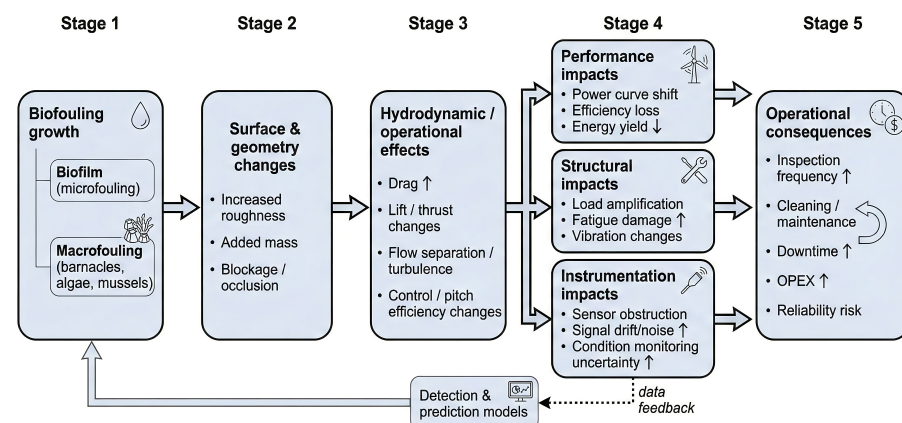 Stage 1
Stage 2
Stage 3
Stage 4
Stage 5
Biofouling
growth
Biofilm
(microfouling)
Macrofouling
(barnacles,
algae, mussels)
Surface &
geometry
changes
• Increased
roughness
• Added mass
• Blockage /
occlusion
Hydrodynamic /
operational
effects
• Drag ↑
• Lift / thrust
changes
• Flow separation /
turbulence
• Control / pitch
efficiency changes
Performance
impacts
• Power curve shift
• Efficiency loss
• Energy yield ↓
Structural
impacts
• Load amplification
• Fatigue damage ↑
• Vibration changes
Instrumentation
impacts
• Sensor obstruction
• Signal drift/noise ↑
• Condition monitoring
uncertainty ↑
Operational
consequences
$
• Inspection
frequency ↑
• Cleaning /
maintenance
• Downtime ↑
• OPEX ↑
• Reliability risk
Detection &
prediction models
data
feedback